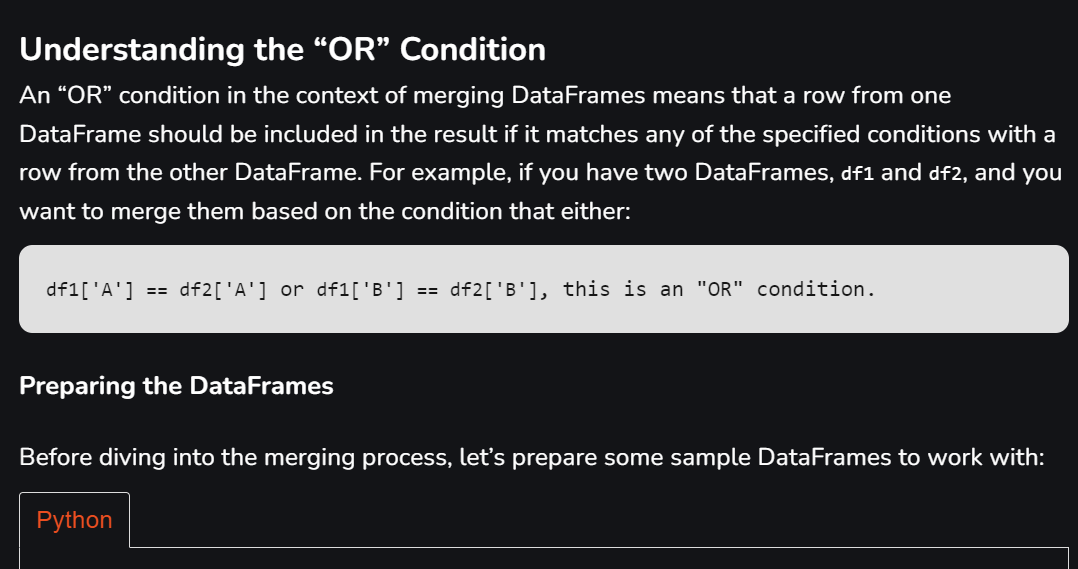 Understanding the “OR” Condition
An “OR” condition in the context of merging DataFrames means that a row from one
DataFrame should be included in the result if it matches any of the specified conditions with a
row from the other DataFrame. For example, if you have two DataFrames, df1 and df2, and you
want to merge them based on the condition that either:
df1['A'] == df2['A'] or df1['B'] == df2['B'], this is an "OR" condition.
Preparing the DataFrames
Before diving into the merging process, let’s prepare some sample DataFrames to work with:
Python